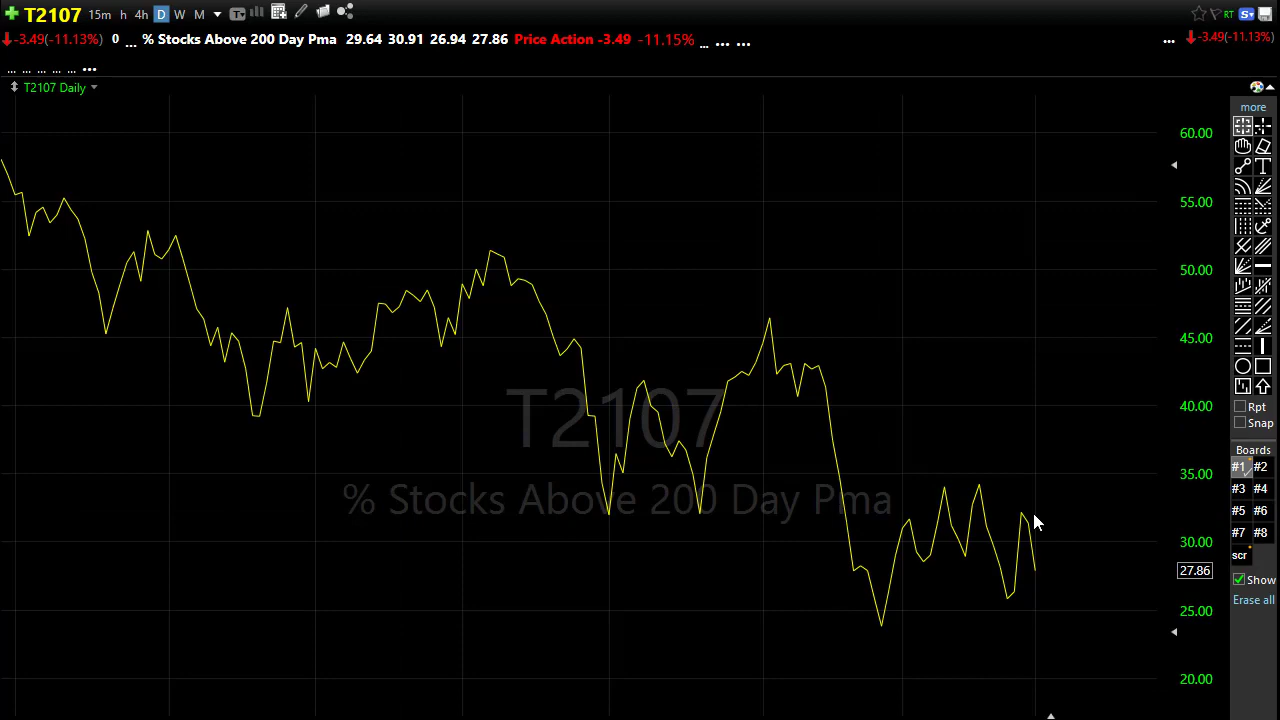 T2107 15m h 4h D W M T RT S
-3.49(-11.13%) 0 ... % Stocks Above 200 Day Pma 29.64 30.91 26.94 27.86 Price Action -3.49 -11.15% ... ... ... ... -3.49(-11.13%)
... ... ... ... ... ...
T2107 Daily
more
60.00
55.00
50.00
45.00
40.00
35.00
30.00
27.86
25.00
20.00
T2107
% Stocks Above 200 Day Pma
T
Rpt
Snap
Boards
#1 #2
#3 #4
#5 #6
#7 #8
scr
Show
Erase all